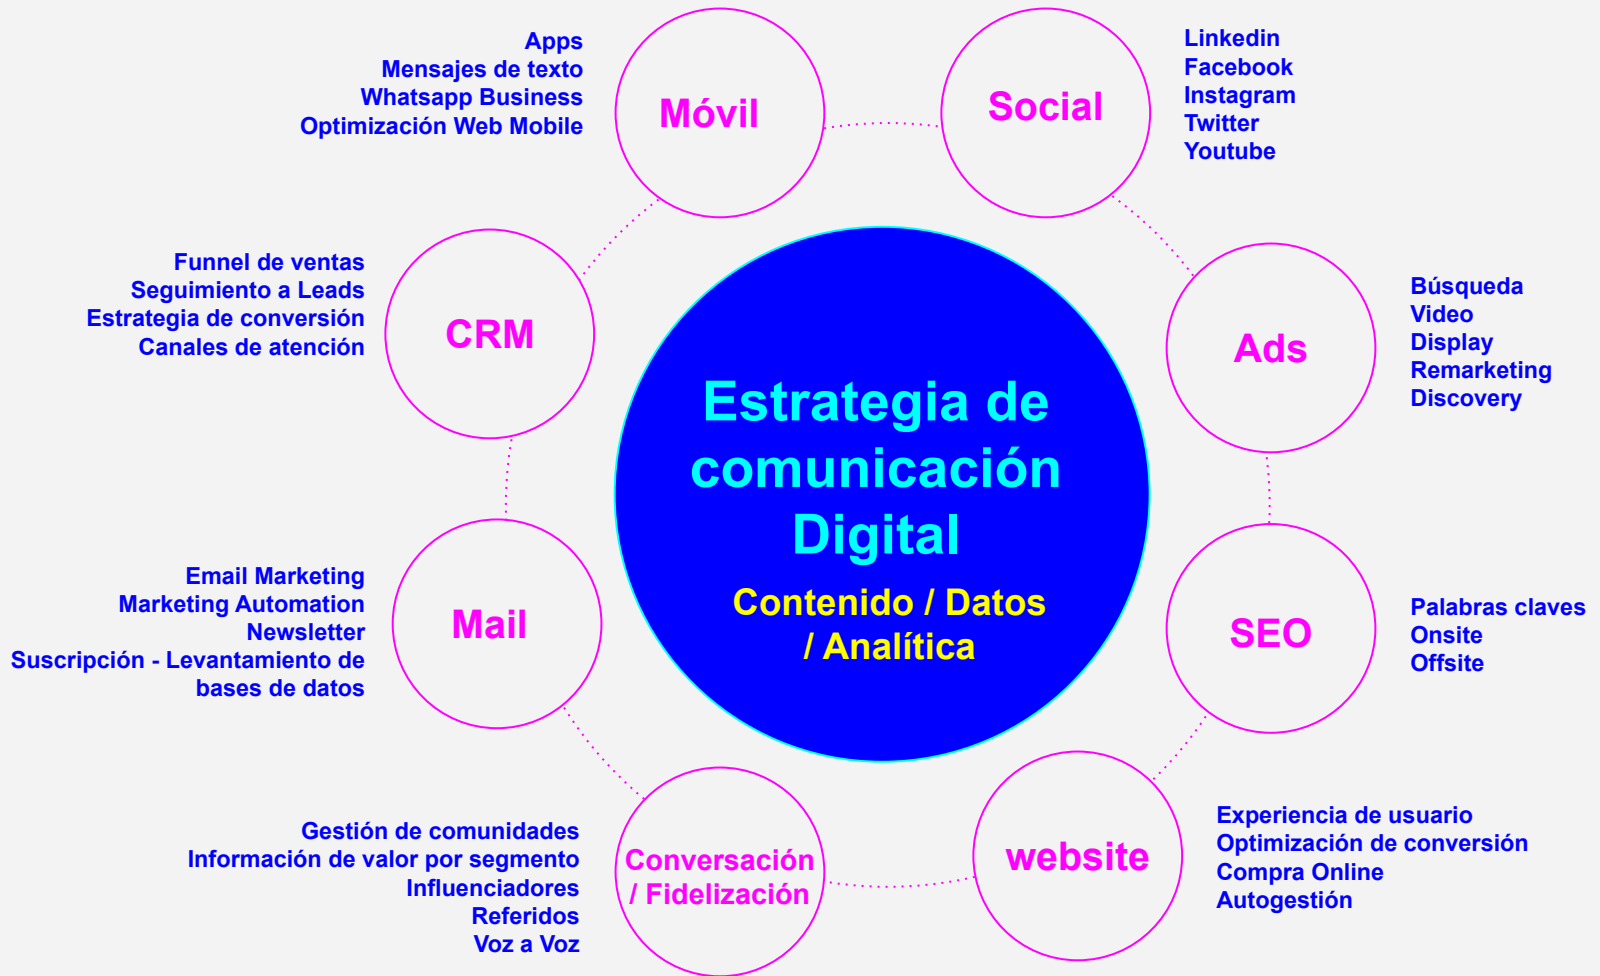 Apps
Mensajes de texto
Whatsapp Business
Optimización Web Mobile
Móvil
Social
Linkedin
Facebook
Instagram
Twitter
Youtube
Funnel de ventas
Seguimiento a Leads
Estrategia de conversión
Canales de atención
CRM
Ads
Búsqueda
Video
Display
Remarketing
Discovery
Estrategia de
comunicación
Digital
Contenido / Datos
/ Analítica
Email Marketing
Marketing Automation
Newsletter
Suscripción - Levantamiento de
bases de datos
Mail
SEO
Palabras claves
Onsite
Offsite
Gestión de comunidades
Información de valor por segmento
Influenciadores
Referidos
Voz a Voz
Conversación
/ Fidelización
website
Experiencia de usuario
Optimización de conversión
Compra Online
Autogestión